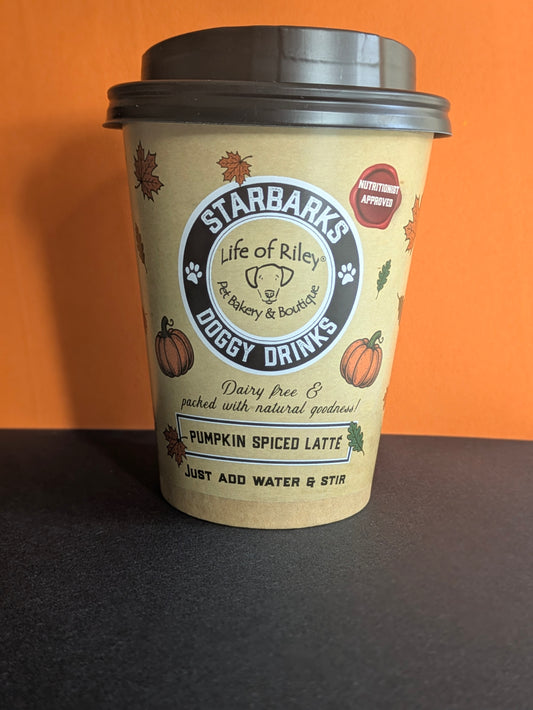 NUTRITIONIST
APPROVED
STARBARKS
Life of Riley®
Pet Bakery & Boutique
DOGGY DRINKS
Dairy free &
packed with natural goodness!
PUMPKIN SPICED LATTÉ
JUST ADD WATER & STIR